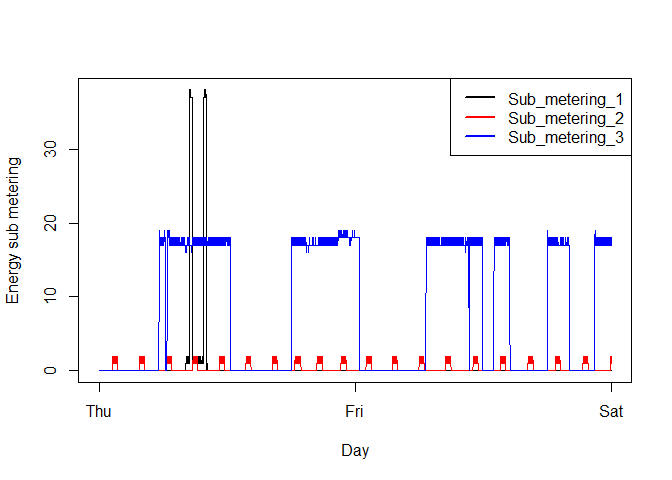 Sub_metering_1
Sub_metering_2
Sub_metering_3
Energy sub metering
30
20
10
0
Thu
Fri
Sat
Day